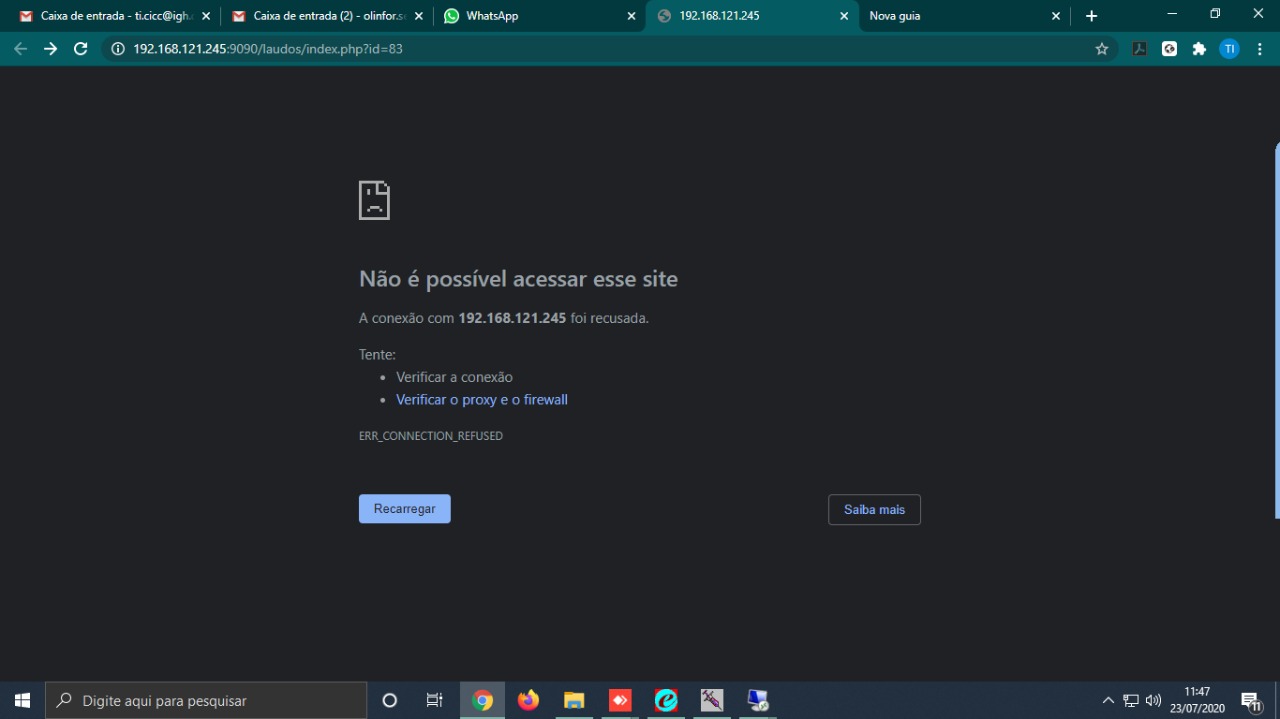 Caixa de entrada - ti.cicc@igh.
Caixa de entrada (2) - olinfor.s
WhatsApp
192.168.121.245
Nova guia
192.168.121.245:9090/laudos/index.php?id=83
TI
Não é possível acessar esse site
A conexão com 192.168.121.245 foi recusada.
Tente:
Verificar a conexão
Verificar o proxy e o firewall
ERR_CONNECTION_REFUSED
Recarregar
Saiba mais
Digite aqui para pesquisar
11:47
23/07/2020
11